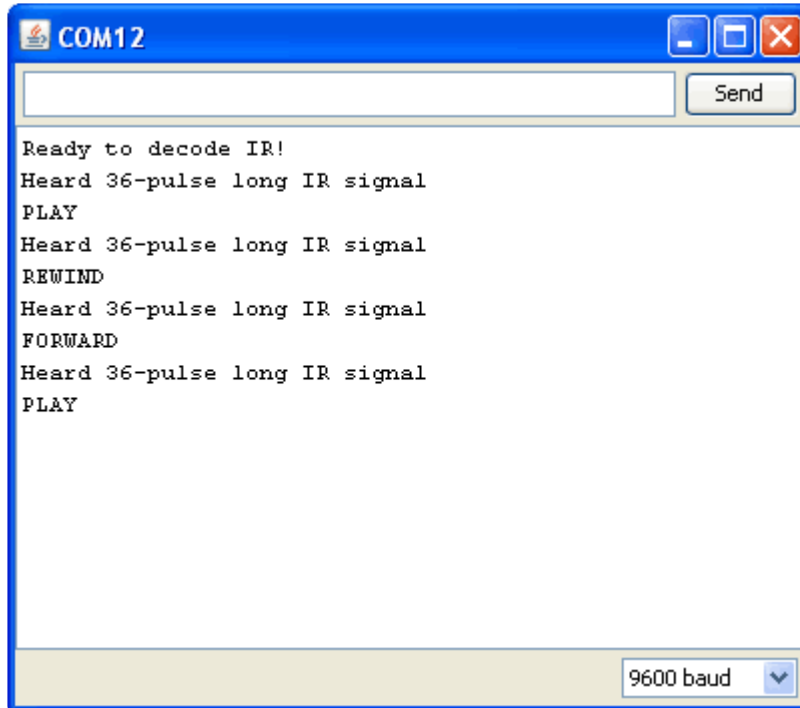 COM12
Send
Ready to decode IR!
Heard 36-pulse long IR signal
PLAY
Heard 36-pulse long IR signal
REWIND
Heard 36-pulse long IR signal
FORWARD
Heard 36-pulse long IR signal
PLAY
9600 baud